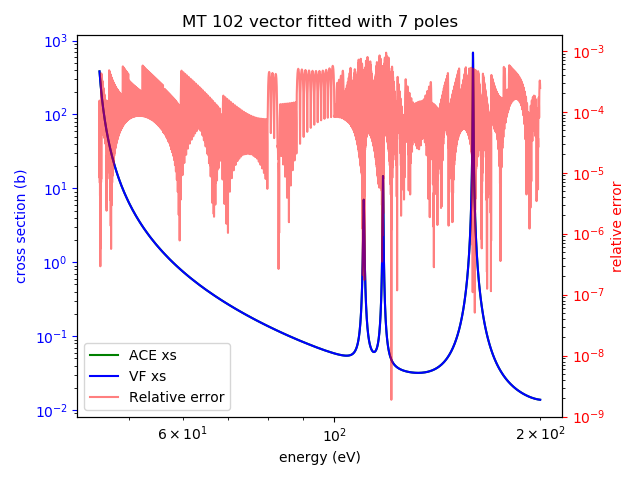 MT 102 vector fitted with 7 poles
cross section (b)
10³
10²
10¹
10⁰
10⁻¹
10⁻²
10⁻³
10⁻⁴
10⁻⁵
10⁻⁶
10⁻⁷
10⁻⁸
10⁻⁹
relative error
ACE xs
VF xs
Relative error
6 × 10¹
10²
2 × 10²
energy (eV)